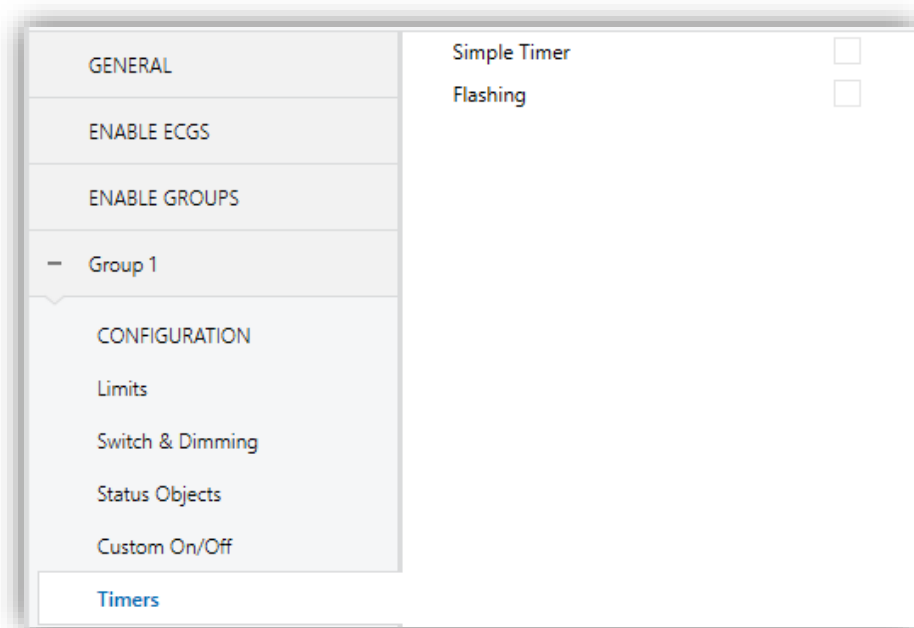 GENERAL
ENABLE ECGS
ENABLE GROUPS
Group 1
CONFIGURATION
Limits
Switch & Dimming
Status Objects
Custom On/Off
Timers
Simple Timer
Flashing